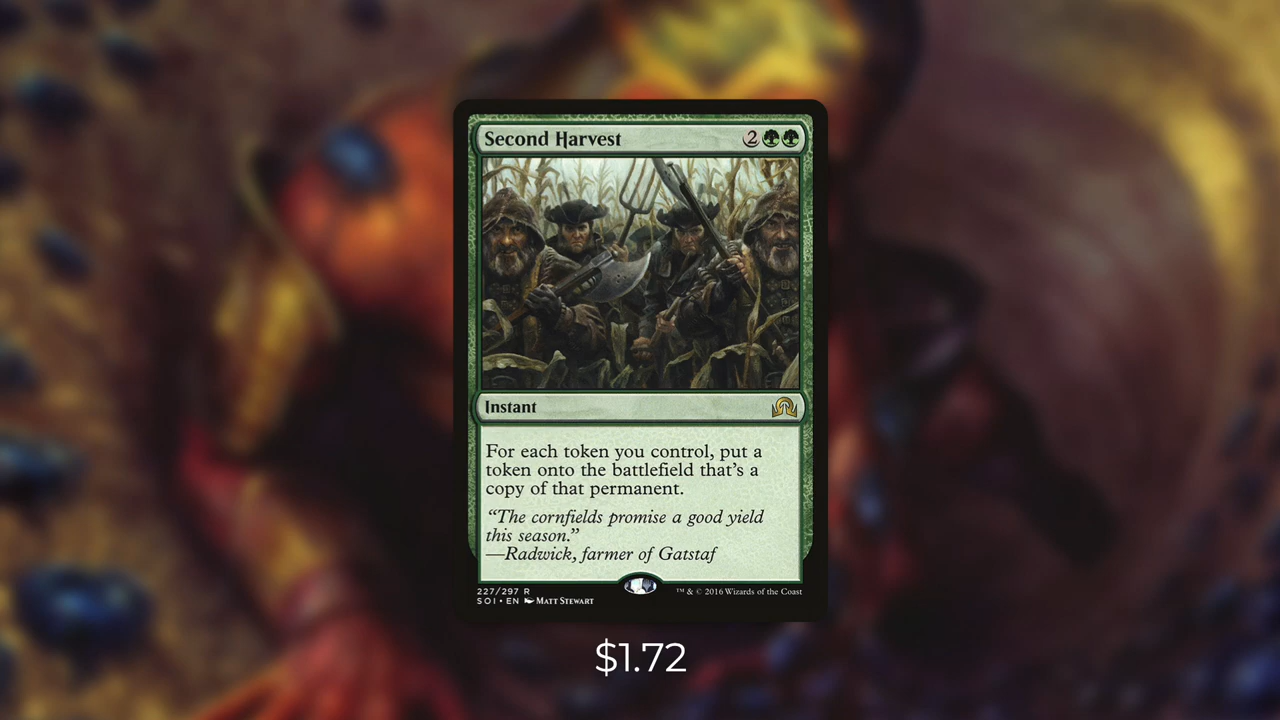 Second Harvest 2
Instant
For each token you control, put a
token onto the battlefield that's a
copy of that permanent.
“The cornfields promise a good yield
this season.”
—Radwick, farmer of Gatstaf
227/297 R
SOI • EN Matt Stewart
™ & © 2016 Wizards of the Coast
$1.72